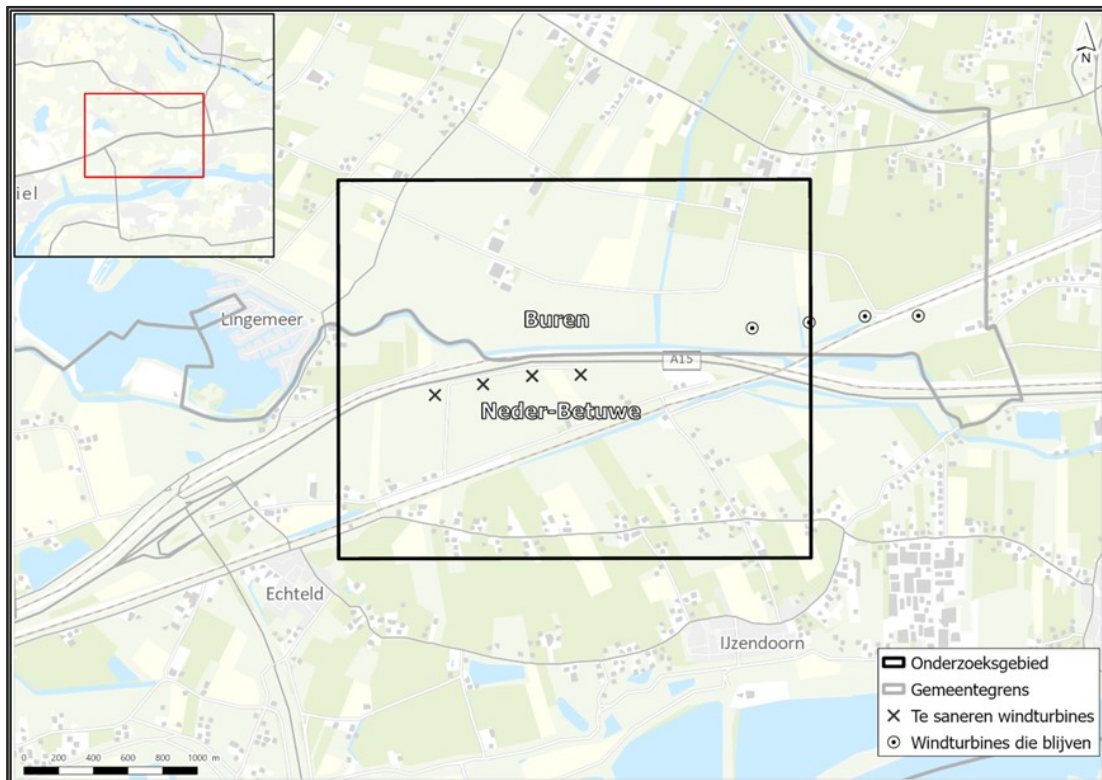 N
iel
Lingemeer
Buren
A15
Neder-Betuwe
Echteld
IJzendoorn
Onderzoeksgebied
Gemeentegrens
Te saneren windturbines
Windturbines die blijven
0 200 400 600 800 1000 m